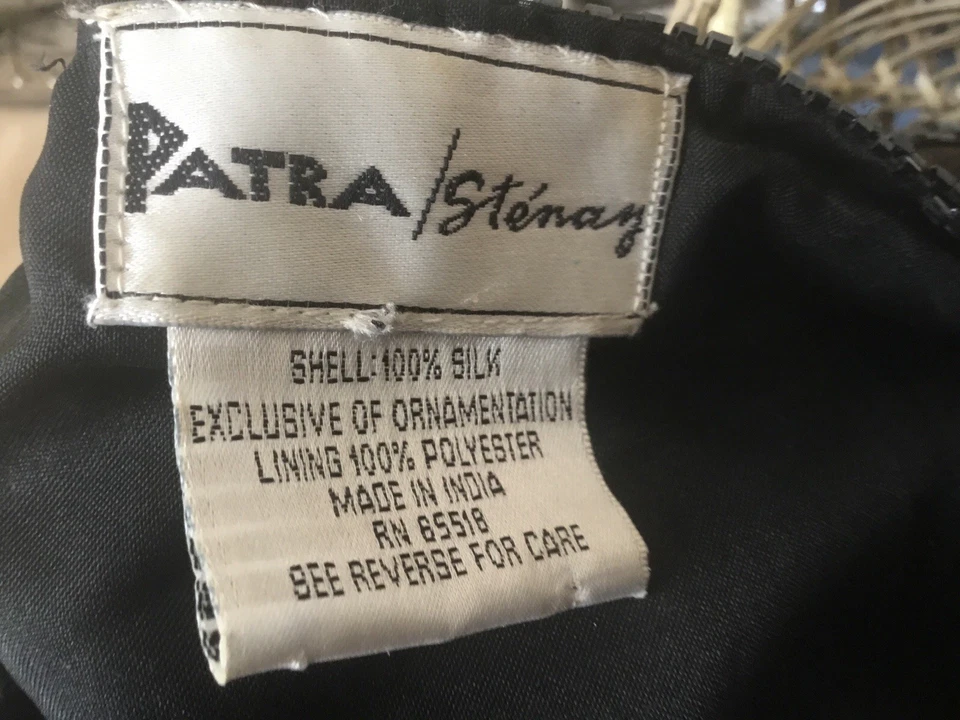 PATRA/Sténay
SHELL:100% SILK
EXCLUSIVE OF ORNAMENTATION
LINING 100% POLYESTER
MADE IN INDIA
RN 65518
SEE REVERSE FOR CARE